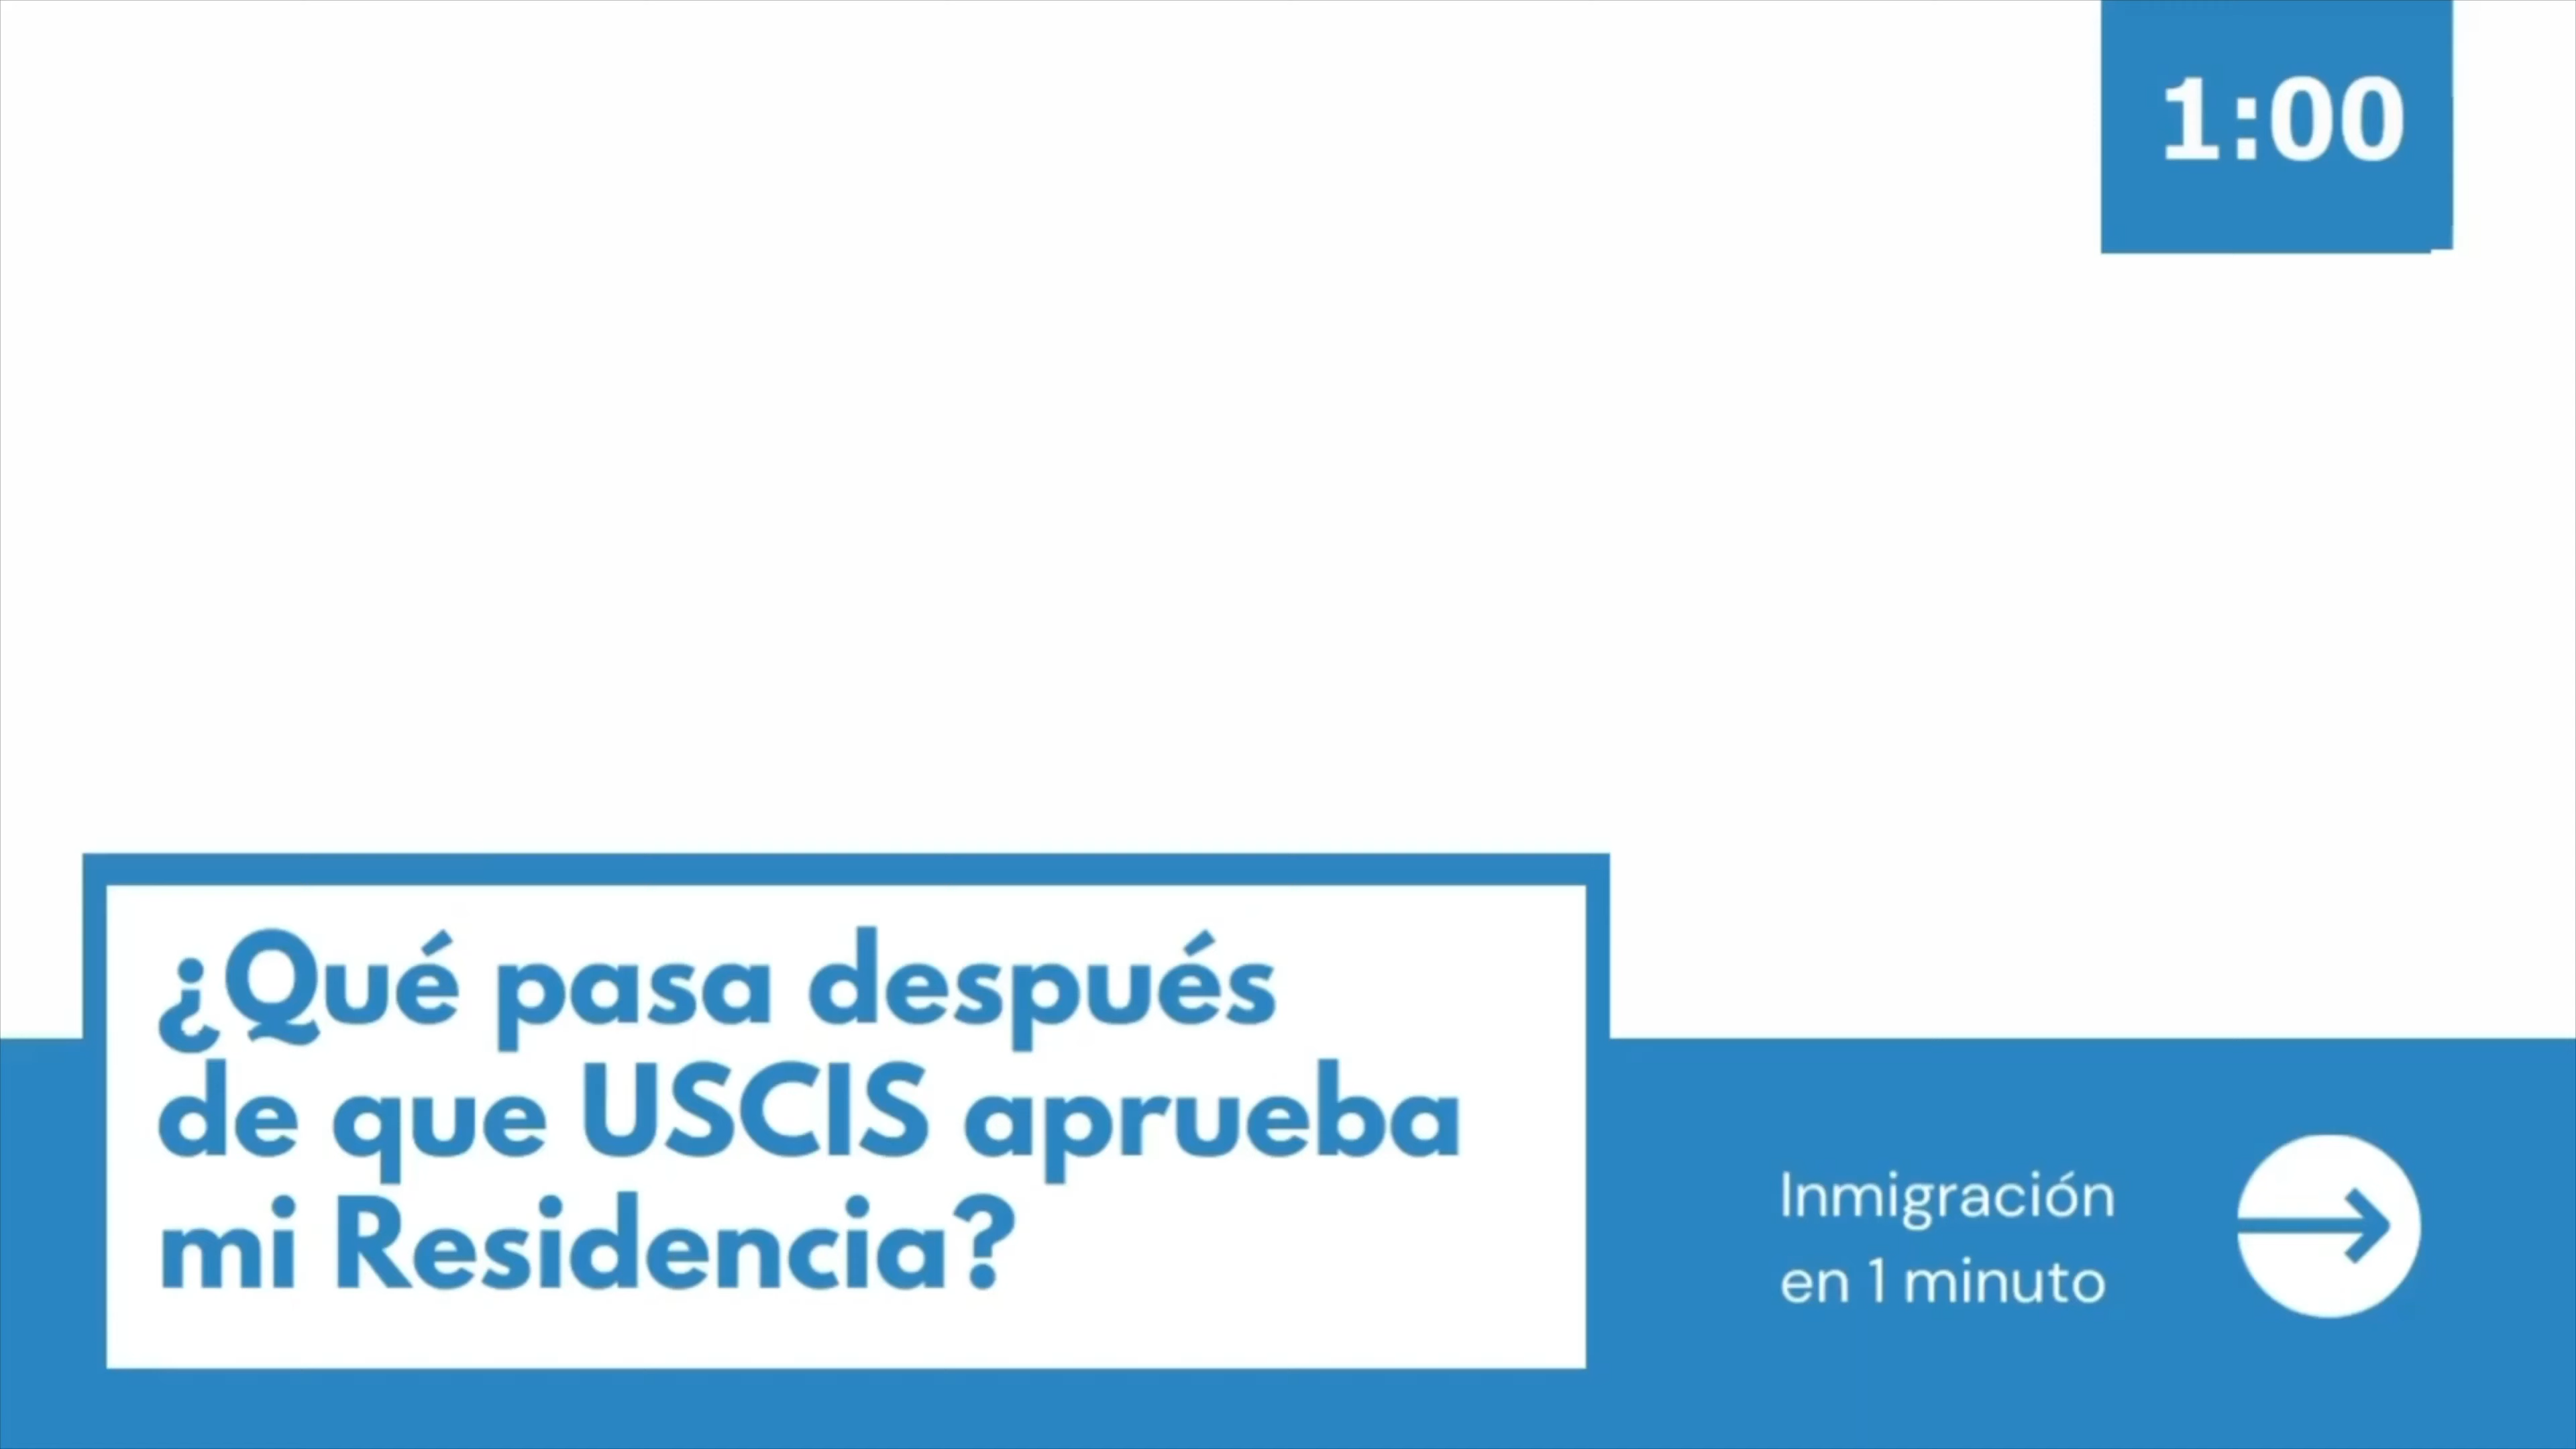 1:00
¿Qué pasa después
de que USCIS aprueba
mi Residencia?
Inmigración
en 1 minuto